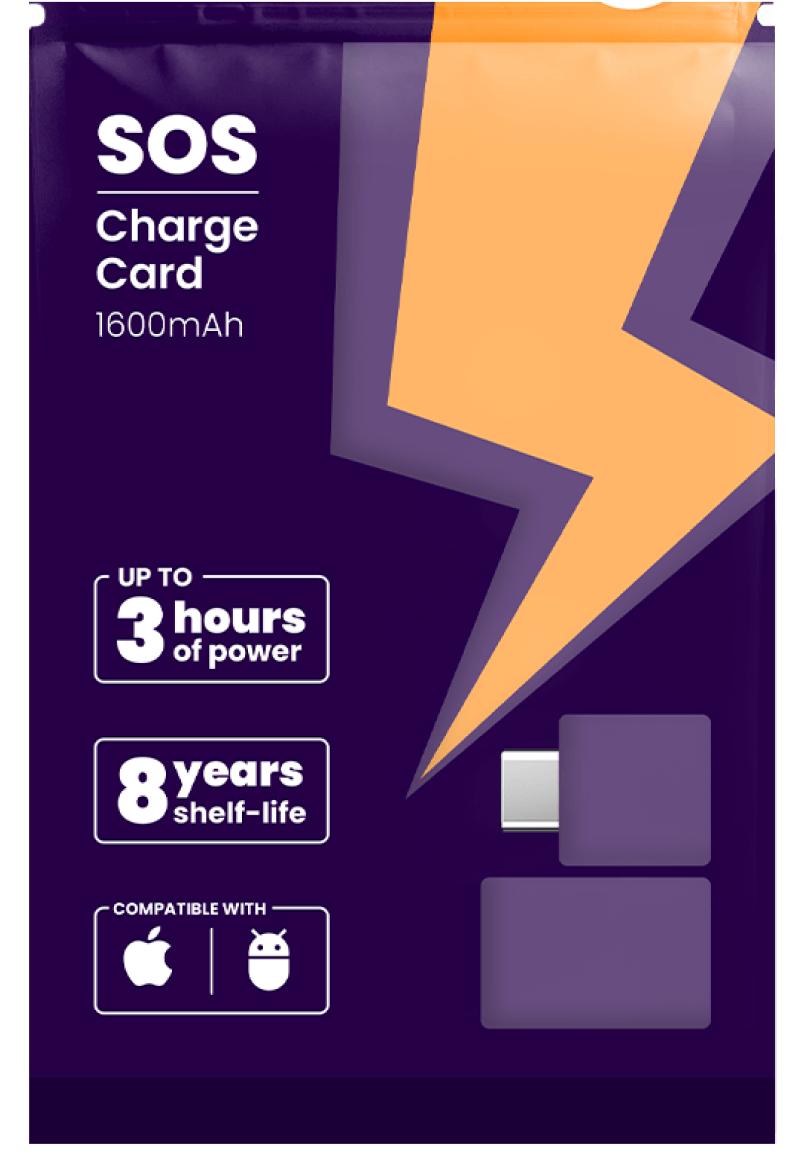 SOS
Charge
Card
1600mAh
UP TO
3 hours
of power
8 years
shelf-life
COMPATIBLE WITH